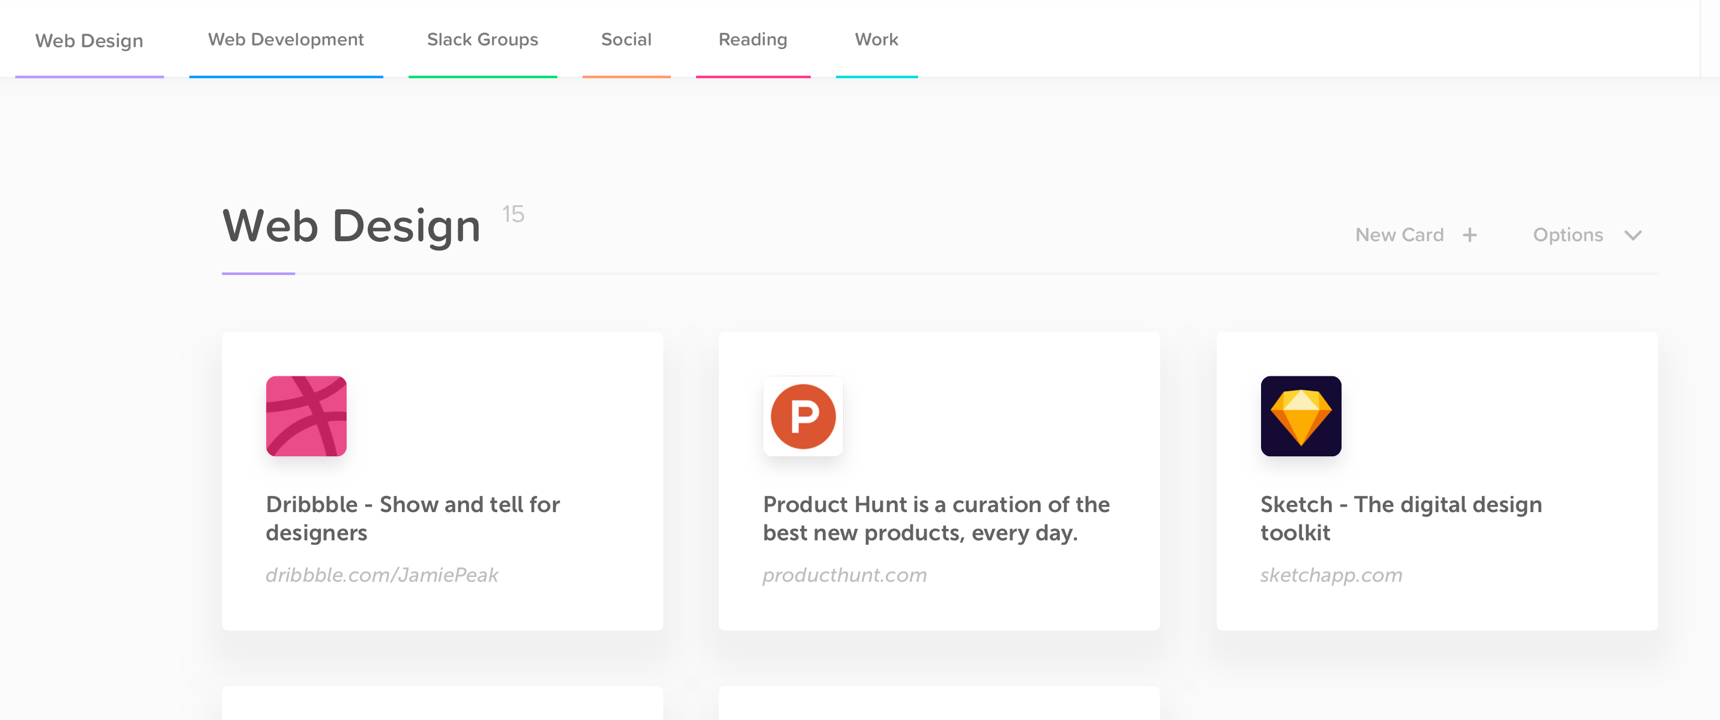 Web Design Web Development Slack Groups Social Reading Work
Web Design 15
New Card + Options
P
Dribbble - Show and tell for
designers
dribbble.com/JamiePeak
Product Hunt is a curation of the
best new products, every day.
producthunt.com
Sketch - The digital design
toolkit
sketchapp.com